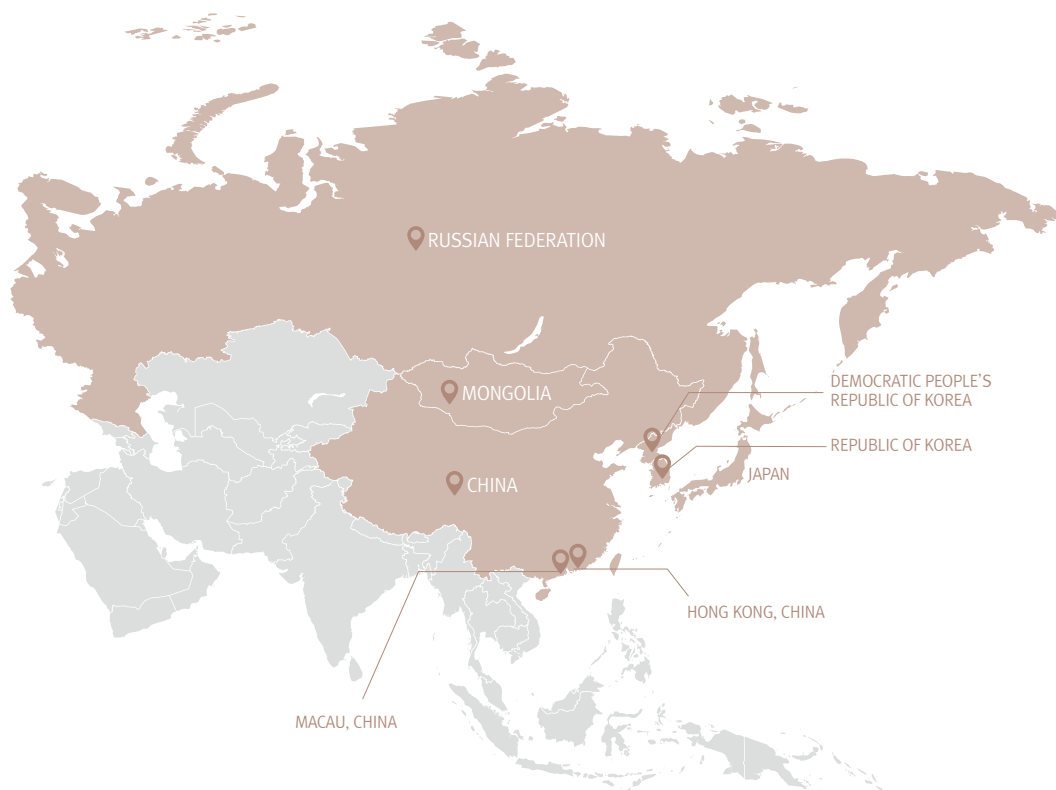 RUSSIAN FEDERATION
MONGOLIA
DEMOCRATIC PEOPLE'S
REPUBLIC OF KOREA
REPUBLIC OF KOREA
JAPAN
CHINA
HONG KONG, CHINA
MACAU, CHINA